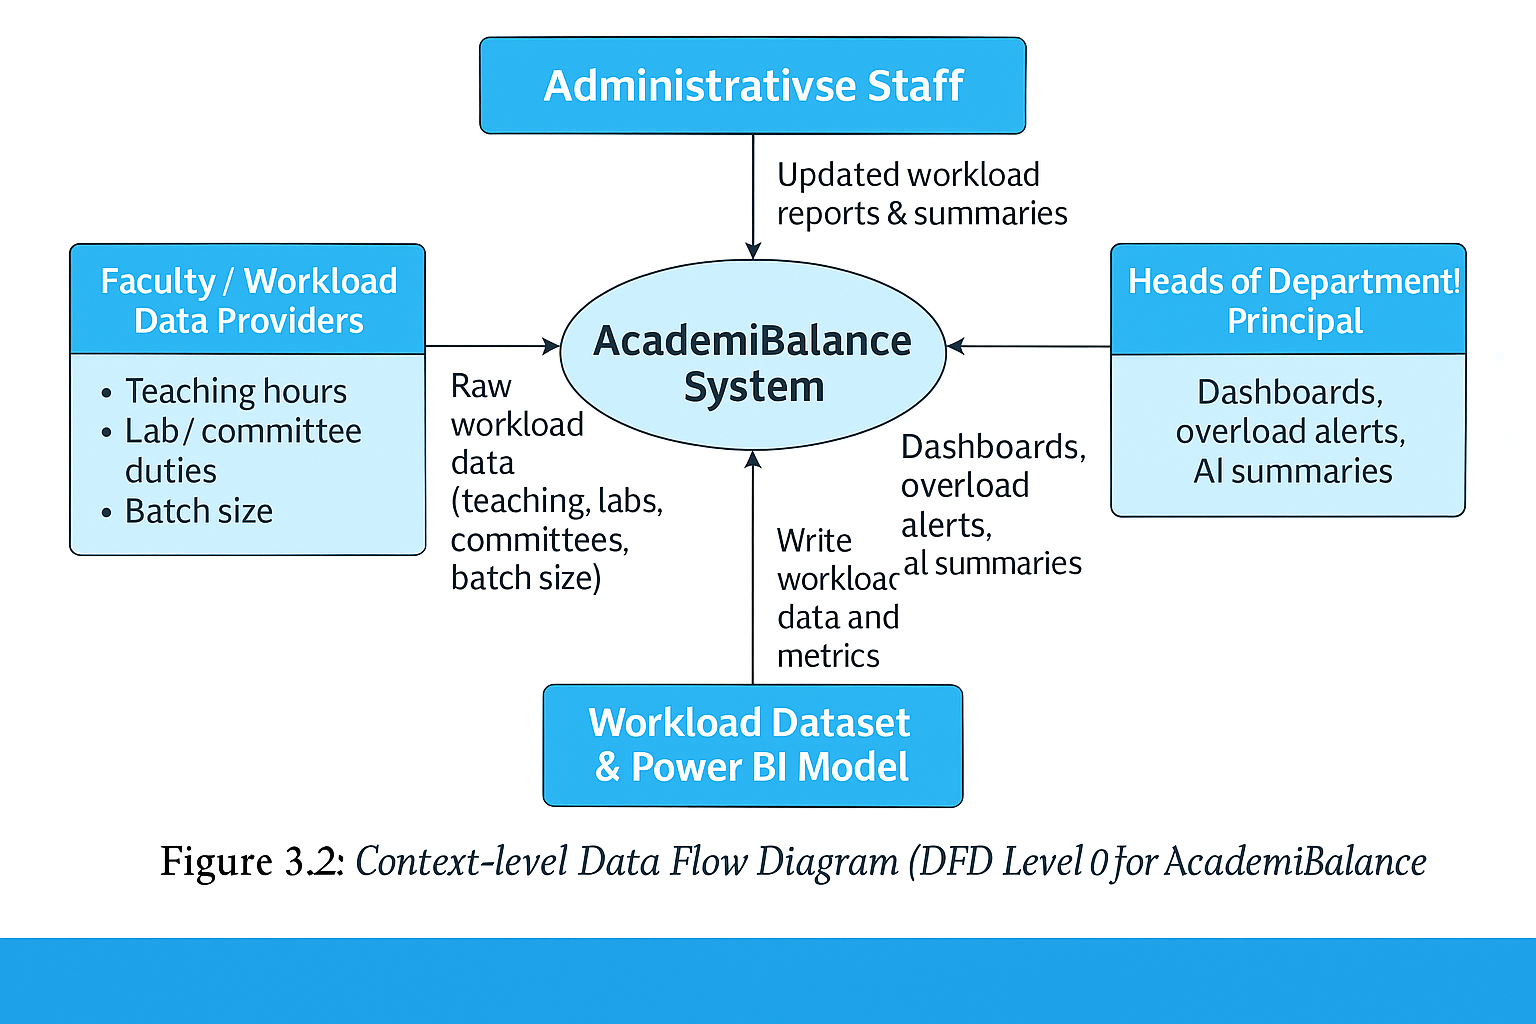 Administrativse Staff
Updated workload
reports & summaries
Faculty / Workload
Data Providers
• Teaching hours
• Lab / committee
duties
• Batch size
AcademiBalance
System
Heads of Department!
Principal
Dashboards,
overload alerts,
AI summaries
Raw
workload
data
(teaching, labs,
committees,
batch size)
Dashboards,
overload
alerts,
al summaries
Write
workload
data and
metrics
Workload Dataset
& Power BI Model
Figure 3.2: Context-level Data Flow Diagram (DFD Level 0 for AcademiBalance